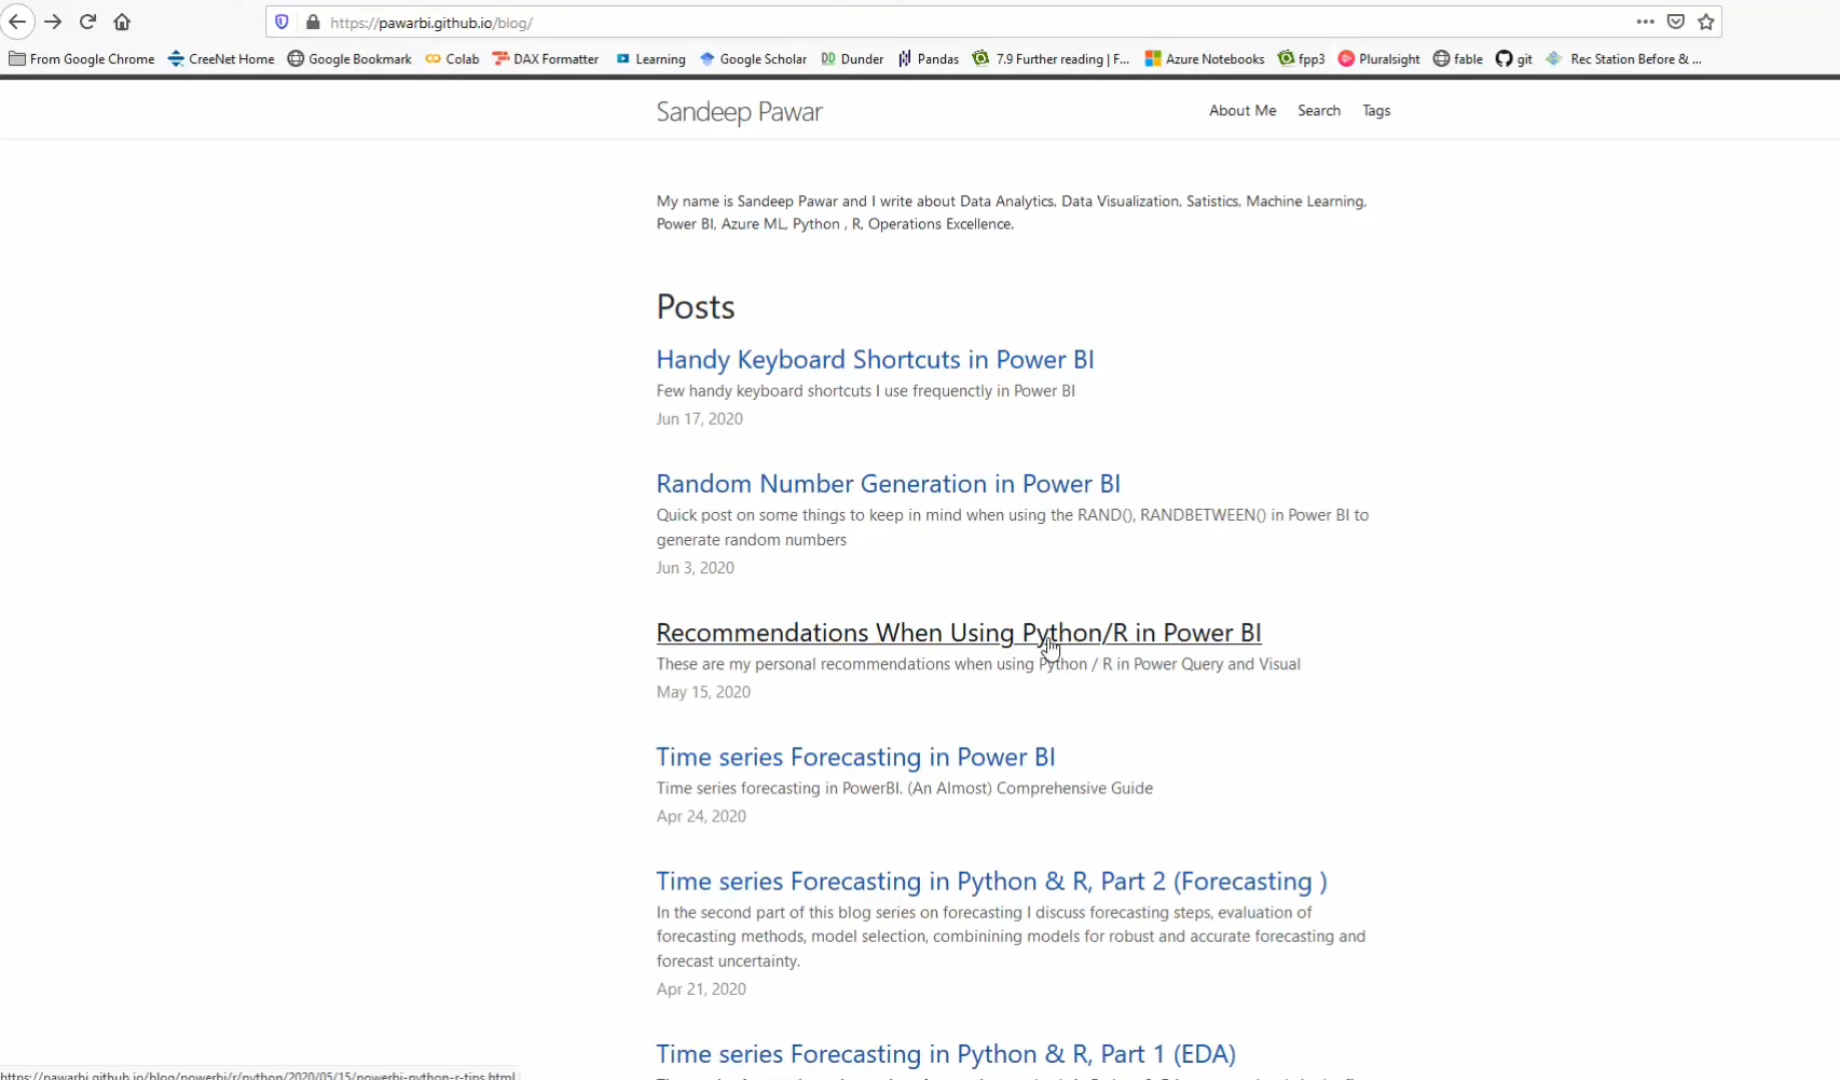 https://pawarbi.github.io/blog/
From Google Chrome CreeNet Home Google Bookmark Colab DAX Formatter Learning Google Scholar Dunder Pandas 7.9 Further reading | F... Azure Notebooks fpp3 Pluralsight fable git Rec Station Before & ...
Sandeep Pawar About Me Search Tags
My name is Sandeep Pawar and I write about Data Analytics, Data Visualization, Satistics, Machine Learning,
Power BI, Azure ML, Python , R, Operations Excellence.
Posts
Handy Keyboard Shortcuts in Power BI
Few handy keyboard shortcuts I use frequenctly in Power BI
Jun 17, 2020
Random Number Generation in Power BI
Quick post on some things to keep in mind when using the RAND(), RANDBETWEEN() in Power BI to
generate random numbers
Jun 3, 2020
Recommendations When Using Python/R in Power BI
These are my personal recommendations when using Python / R in Power Query and Visual
May 15, 2020
Time series Forecasting in Power BI
Time series forecasting in PowerBI. (An Almost) Comprehensive Guide
Apr 24, 2020
Time series Forecasting in Python & R, Part 2 (Forecasting )
In the second part of this blog series on forecasting I discuss forecasting steps, evaluation of
forecasting methods, model selection, combinining models for robust and accurate forecasting and
forecast uncertainty.
Apr 21, 2020
Time series Forecasting in Python & R, Part 1 (EDA)
https://pawarbi.github.io/blog/powerbi/r/python/2020/05/15/powerbi-python-r-tips.html